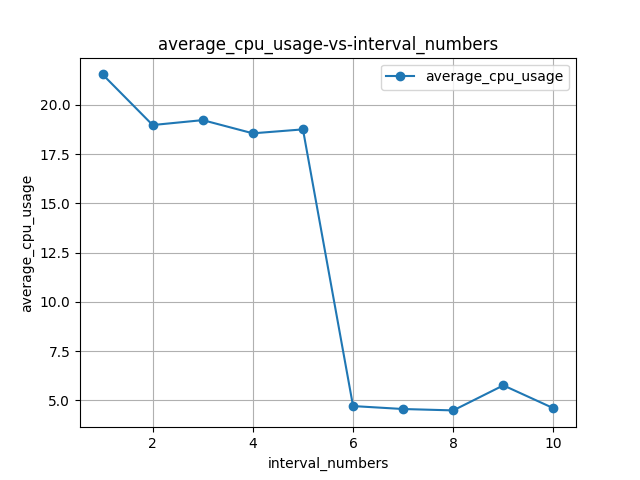 average_cpu_usage-vs-interval_numbers
average_cpu_usage
20.0
17.5
15.0
12.5
10.0
7.5
5.0
average_cpu_usage
2 4 6 8 10
interval_numbers